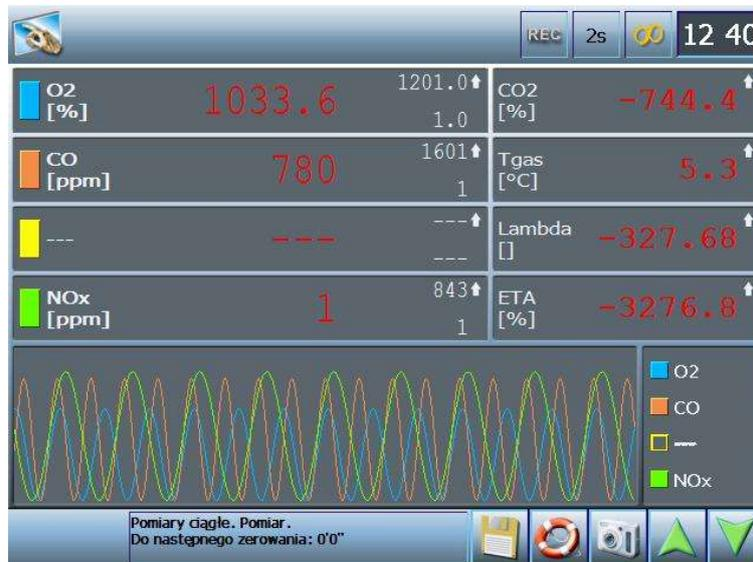 REC 2s 12 40
O2 [%] 1033.6 1201.0 1.0
CO2 [%] -744.4
CO [ppm] 780 1601 1
Tgas [°C] 5.3
--- --- --- ---
Lambda [] -327.68
NOx [ppm] 1 843 1
ETA [%] -3276.8
O2
CO
---
NOx
Pomiary ciągłe. Pomiar.
Do następnego zerowania: 0'0"